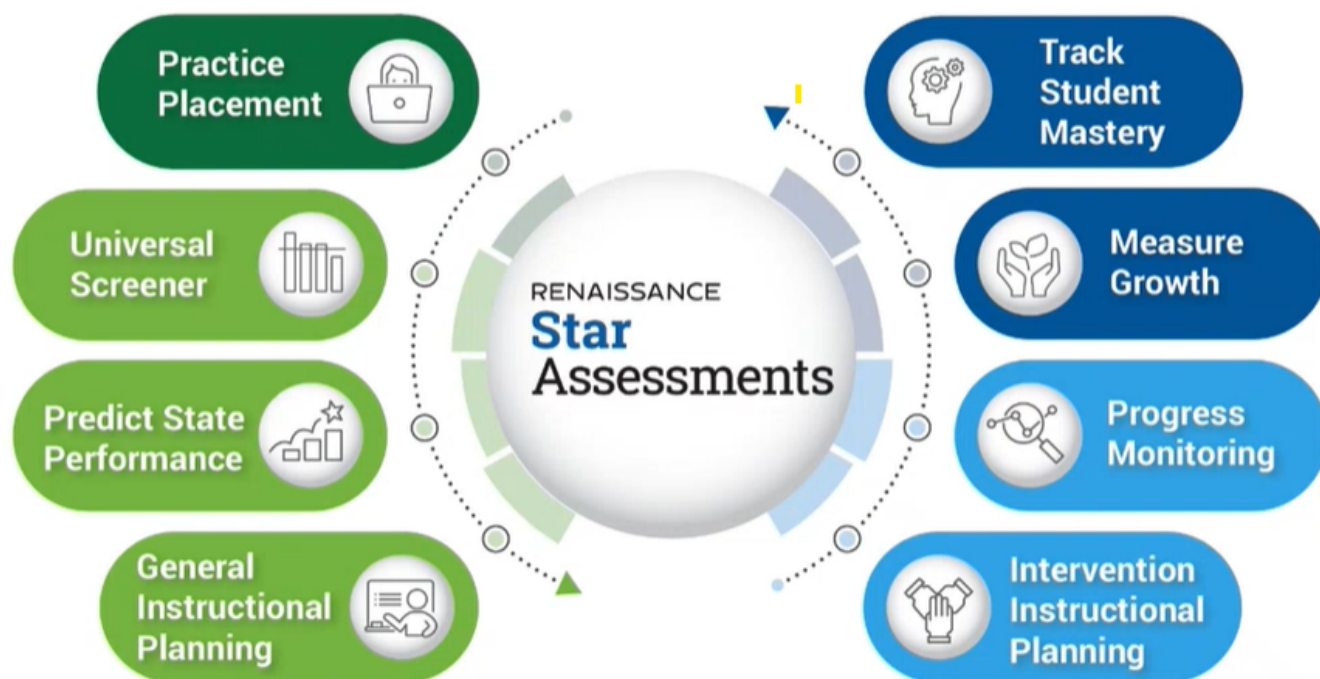 Practice
Placement
Universal
Screener
Predict State
Performance
General
Instructional
Planning
RENAISSANCE
Star
Assessments
Track
Student
Mastery
Measure
Growth
Progress
Monitoring
Intervention
Instructional
Planning